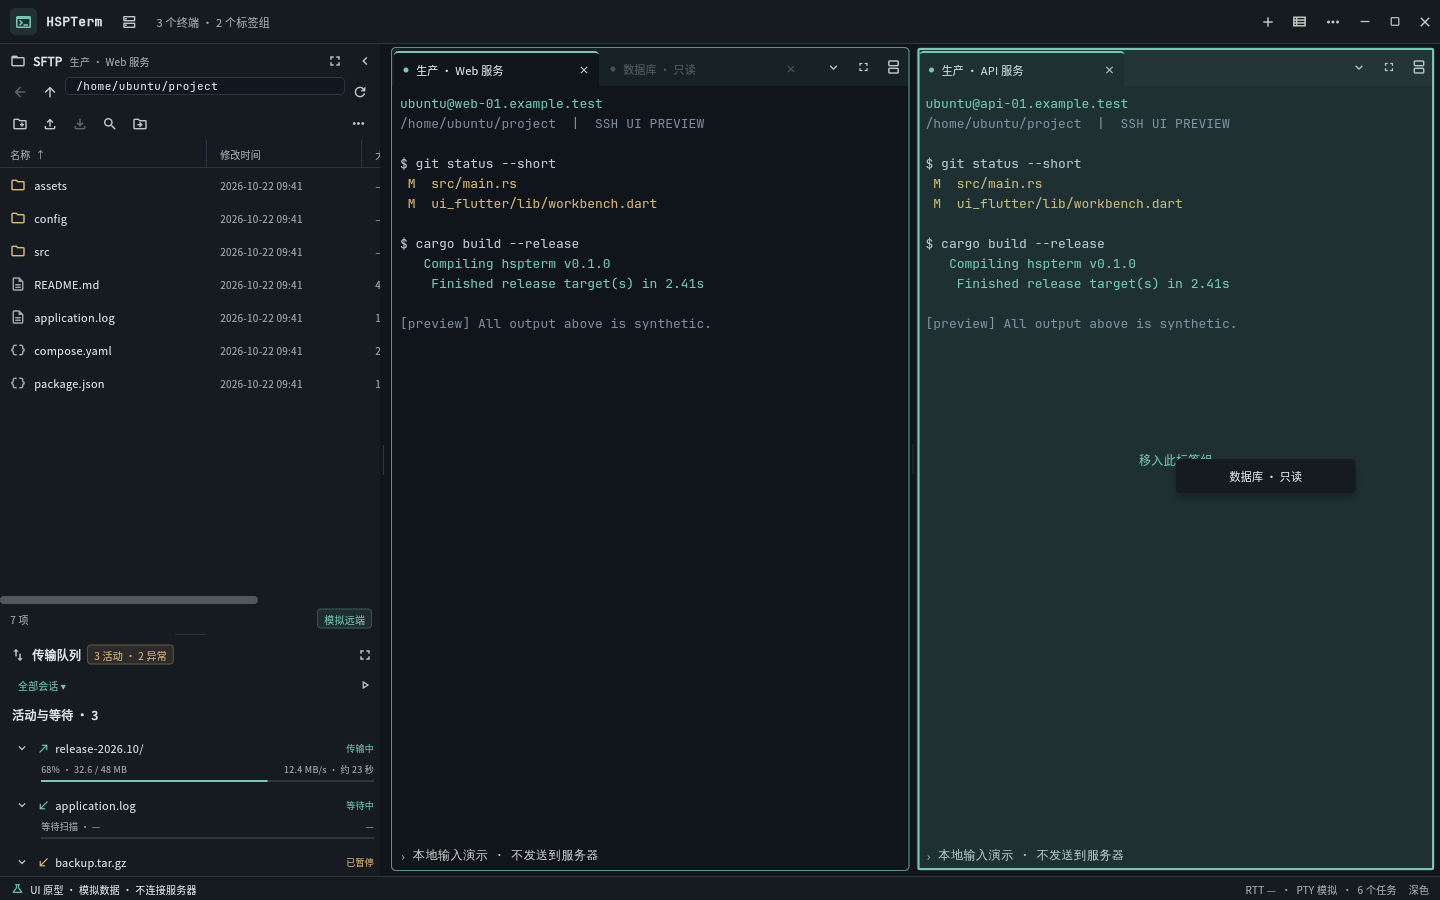 HSPTerm
3 个终端 · 2 个标签组
SFTP 生产 · Web 服务
/home/ubuntu/project
名称 ↑ 修改时间
assets 2026-10-22 09:41 —
config 2026-10-22 09:41 —
src 2026-10-22 09:41 —
README.md 2026-10-22 09:41 4
application.log 2026-10-22 09:41 1
compose.yaml 2026-10-22 09:41 2
package.json 2026-10-22 09:41 1
7 项 模拟远端
传输队列 3 活动 · 2 异常
全部会话 ▾
活动与等待 · 3
release-2026.10/ 传输中
68% · 32.6 / 48 MB 12.4 MB/s · 约 23 秒
application.log 等待中
等待扫描 · — —
backup.tar.gz 已暂停
生产 · Web 服务 数据库 · 只读
ubuntu@web-01.example.test
/home/ubuntu/project | SSH UI PREVIEW
$ git status --short
M src/main.rs
M ui_flutter/lib/workbench.dart
$ cargo build --release
Compiling hspterm v0.1.0
Finished release target(s) in 2.41s
[preview] All output above is synthetic.
› 本地输入演示 · 不发送到服务器
生产 · API 服务
ubuntu@api-01.example.test
/home/ubuntu/project | SSH UI PREVIEW
$ git status --short
M src/main.rs
M ui_flutter/lib/workbench.dart
$ cargo build --release
Compiling hspterm v0.1.0
Finished release target(s) in 2.41s
[preview] All output above is synthetic.
移入此标签组
数据库 · 只读
› 本地输入演示 · 不发送到服务器
UI 原型 · 模拟数据 · 不连接服务器
RTT — · PTY 模拟 · 6 个任务 深色